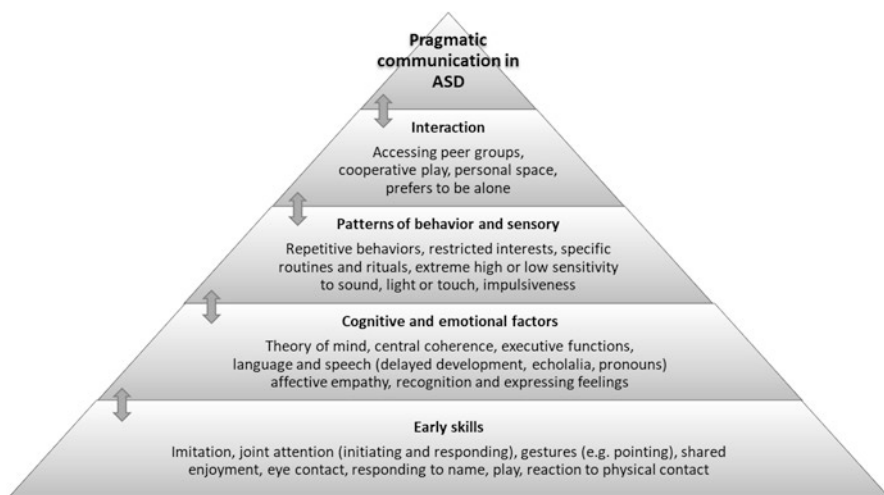 Pragmatic
communication in
ASD
Interaction
Accessing peer groups,
cooperative play, personal space,
prefers to be alone
Patterns of behavior and sensory
Repetitive behaviors, restricted interests, specific
routines and rituals, extreme high or low sensitivity
to sound, light or touch, impulsiveness
Cognitive and emotional factors
Theory of mind, central coherence, executive functions,
language and speech (delayed development, echolalia, pronouns)
affective empathy, recognition and expressing feelings
Early skills
Imitation, joint attention (initiating and responding), gestures (e.g. pointing), shared
enjoyment, eye contact, responding to name, play, reaction to physical contact